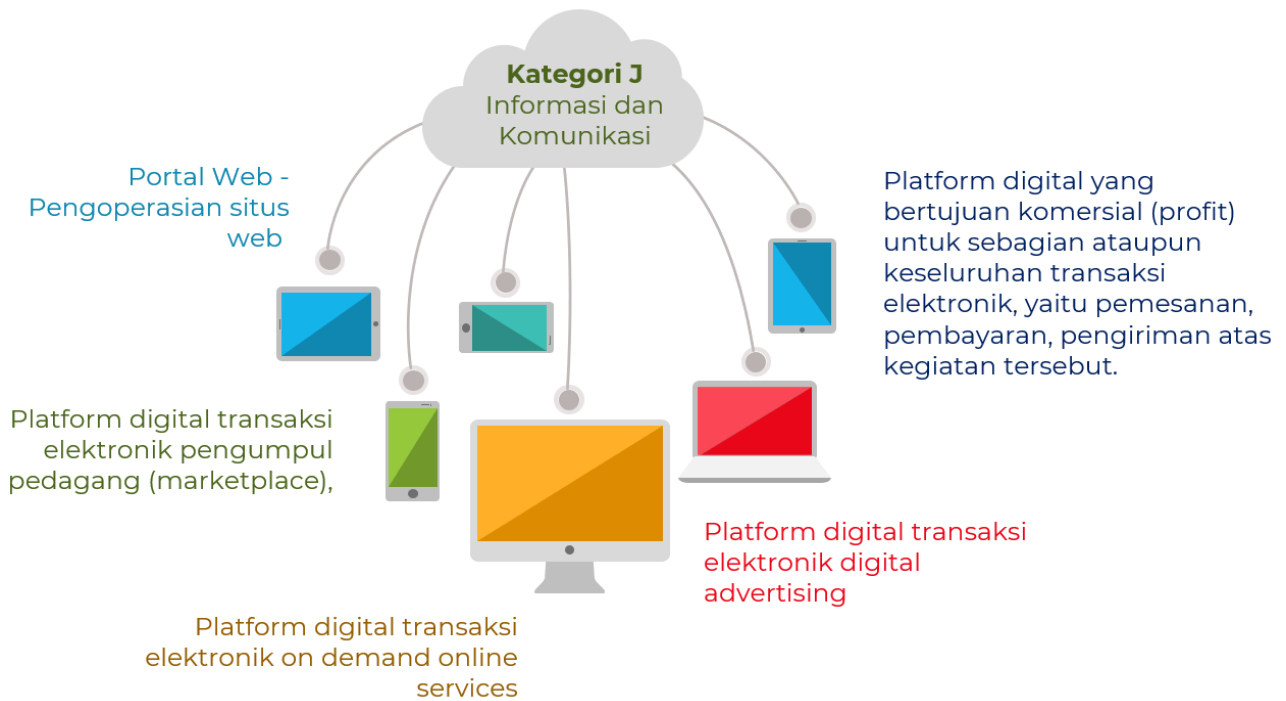 Kategori J
Informasi dan
Komunikasi
Portal Web -
Pengoperasian situs
web
Platform digital yang
bertujuan komersial (profit)
untuk sebagian ataupun
keseluruhan transaksi
elektronik, yaitu pemesanan,
pembayaran, pengiriman atas
kegiatan tersebut.
Platform digital transaksi
elektronik pengumpul
pedagang (marketplace),
Platform digital transaksi
elektronik digital
advertising
Platform digital transaksi
elektronik on demand online
services